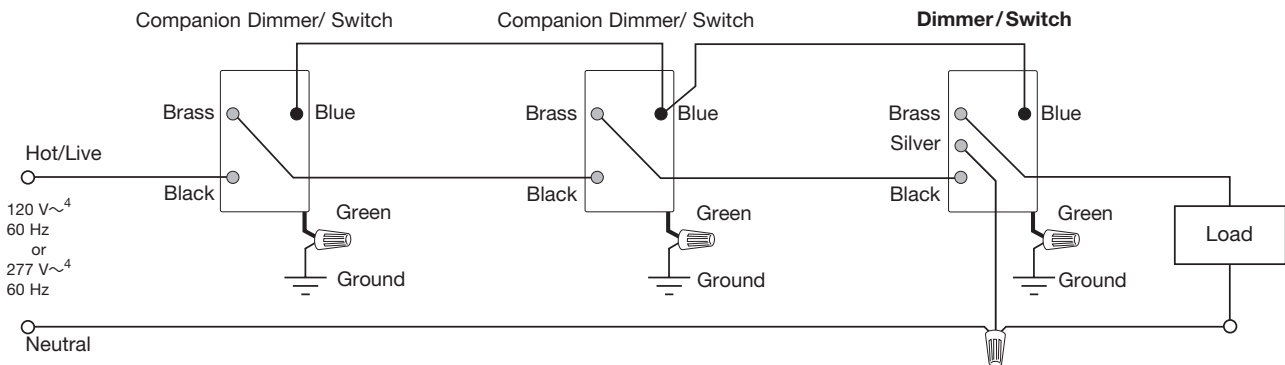 Companion Dimmer/ Switch
Companion Dimmer/ Switch
Dimmer/Switch
Brass
Blue
Brass
Blue
Brass
Blue
Silver
Hot/Live
Black
Black
Black
120 V~4
60 Hz
or
277 V~4
60 Hz
Green
Green
Green
Load
Ground
Ground
Ground
Neutral